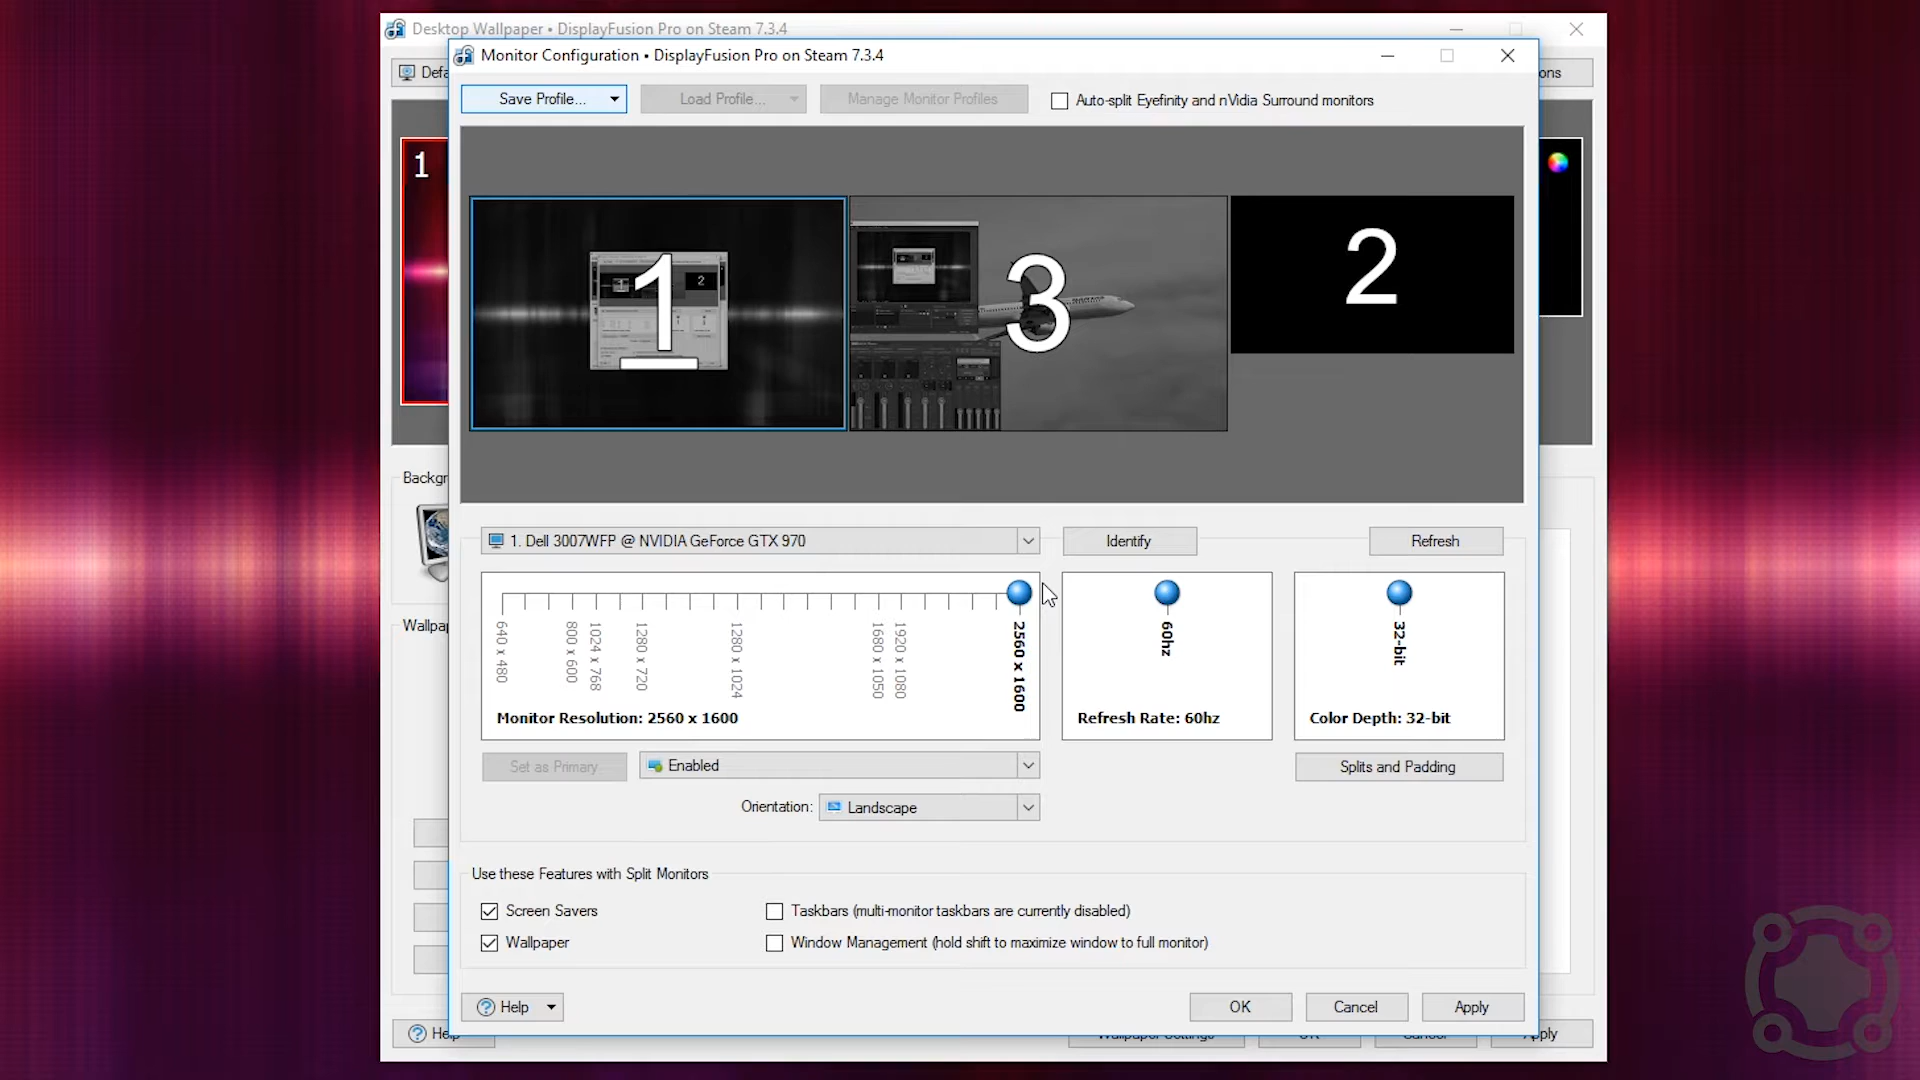 Desktop Wallpaper • DisplayFusion Pro on Steam 7.3.4
Monitor Configuration • DisplayFusion Pro on Steam 7.3.4
Save Profile...
Load Profile...
Manage Monitor Profiles
Auto-split Eyefinity and nVidia Surround monitors
1
1
3
2
1. Dell 3007WFP @ NVIDIA GeForce GTX 970
Identify
Refresh
640 x 480
800 x 600
1024 x 768
1280 x 720
1280 x 1024
1680 x 1050
1920 x 1080
2560 x 1600
60hz
32-bit
Monitor Resolution: 2560 x 1600
Refresh Rate: 60hz
Color Depth: 32-bit
Set as Primary
Enabled
Splits and Padding
Orientation:
Landscape
Use these Features with Split Monitors
Screen Savers
Taskbars (multi-monitor taskbars are currently disabled)
Wallpaper
Window Management (hold shift to maximize window to full monitor)
Help
OK
Cancel
Apply